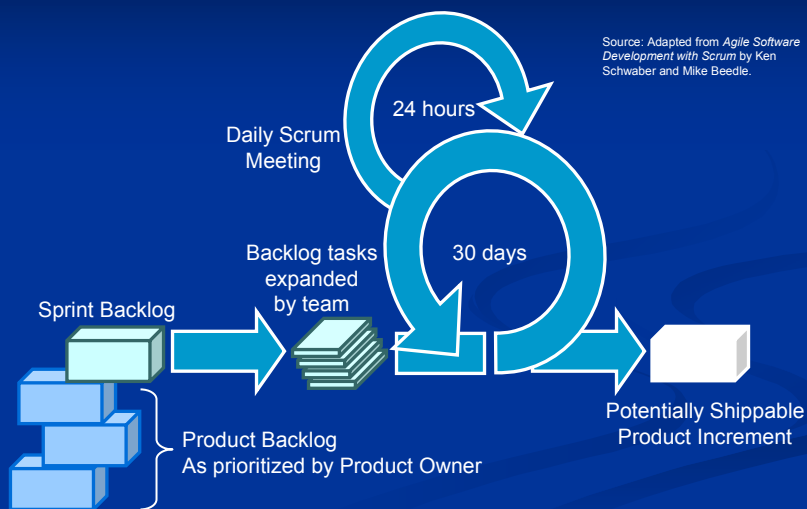 Source: Adapted from Agile Software
Development with Scrum by Ken
Schwaber and Mike Beedle.
24 hours
Daily Scrum
Meeting
Backlog tasks
expanded
by team
30 days
Sprint Backlog
Potentially Shippable
Product Increment
Product Backlog
As prioritized by Product Owner